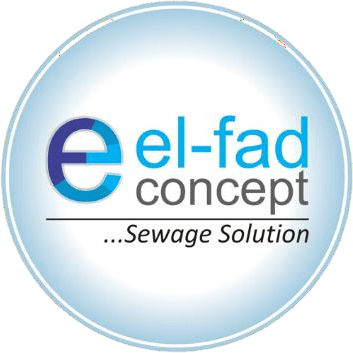 e el-fad
concept
...Sewage Solution